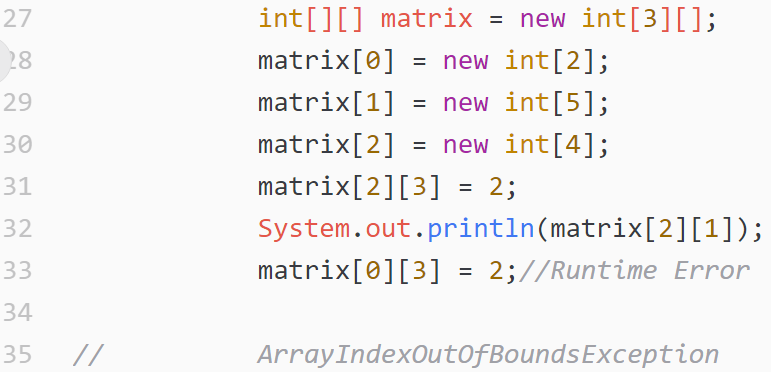 27 int[][] matrix = new int[3][];
28 matrix[0] = new int[2];
29 matrix[1] = new int[5];
30 matrix[2] = new int[4];
31 matrix[2][3] = 2;
32 System.out.println(matrix[2][1]);
33 matrix[0][3] = 2;//Runtime Error
34
35 // ArrayIndexOutOfBoundsException